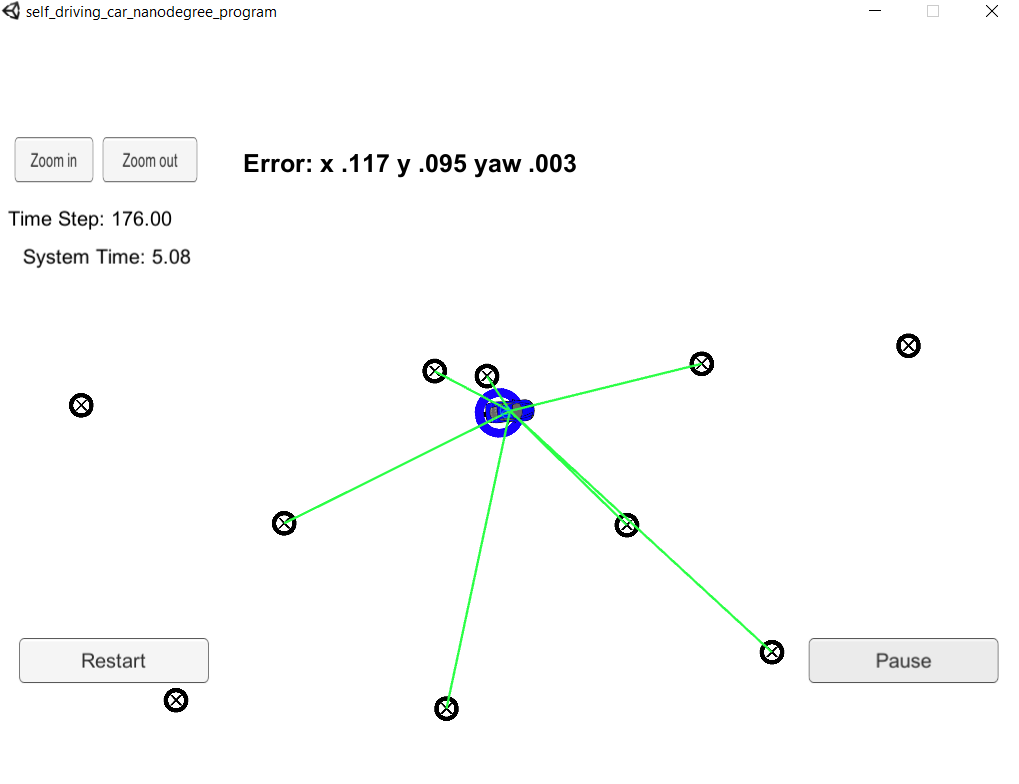 self_driving_car_nanodegree_program
Zoom in
Zoom out
Error: x .117 y .095 yaw .003
Time Step: 176.00
System Time: 5.08
Restart
Pause